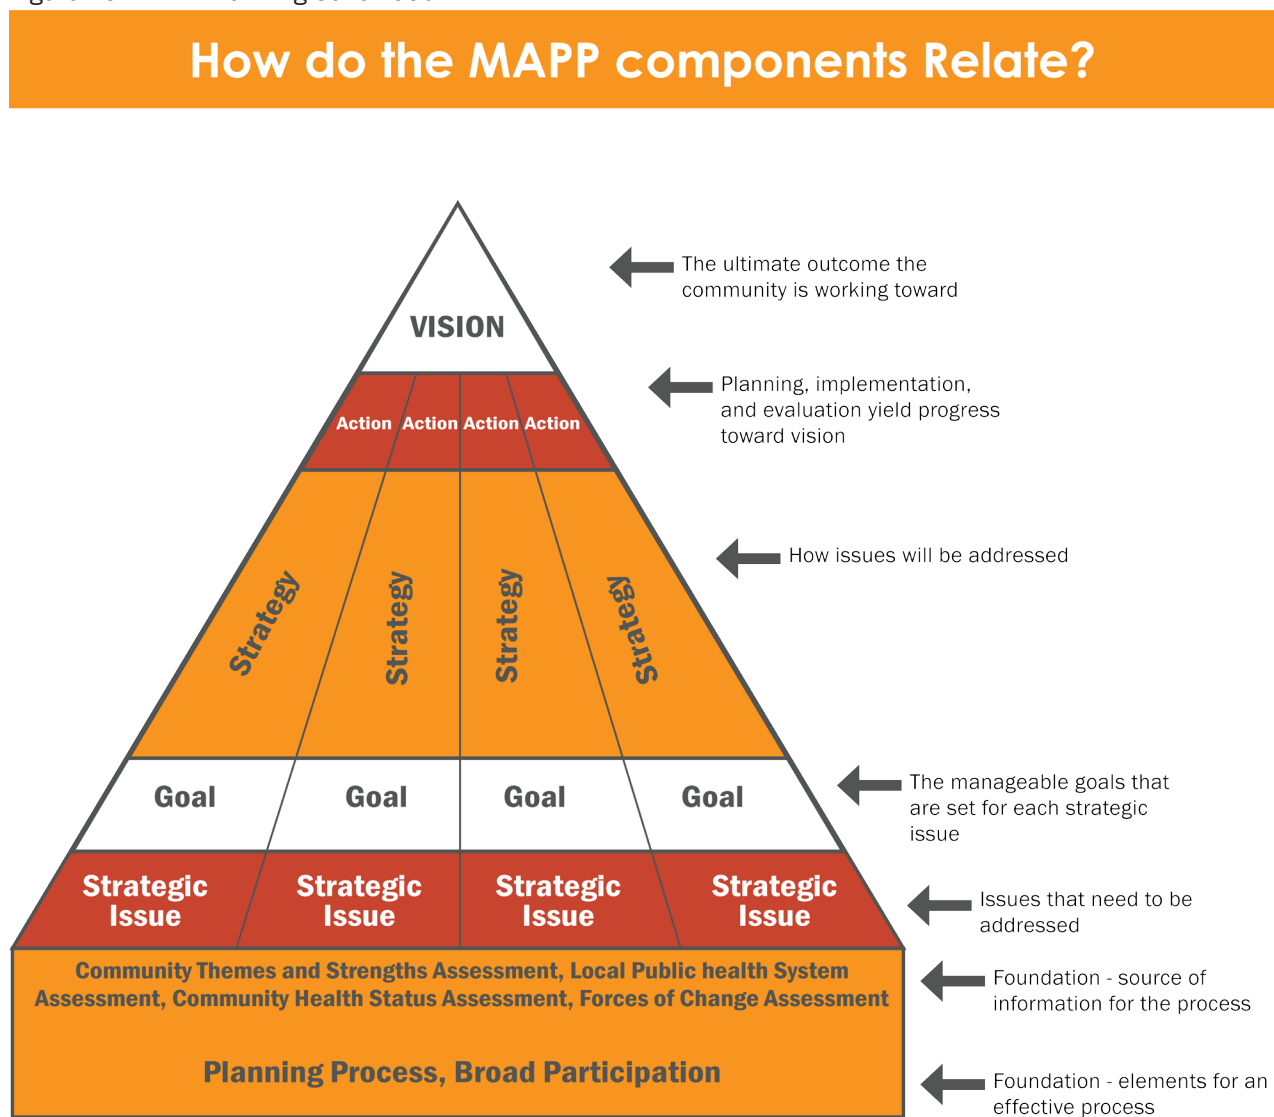 How do the MAPP components Relate?
The ultimate outcome the
community is working toward
VISION
Planning, implementation,
and evaluation yield progress
toward vision
Action Action Action Action
How issues will be addressed
Strategy Strategy Strategy Strategy
The manageable goals that
are set for each strategic
issue
Goal Goal Goal Goal
Strategic Issue
Strategic Issue
Strategic Issue
Strategic Issue
Issues that need to be
addressed
Community Themes and Strengths Assessment, Local Public health System
Assessment, Community Health Status Assessment, Forces of Change Assessment
Foundation - source of
information for the process
Planning Process, Broad Participation
Foundation - elements for an
effective process